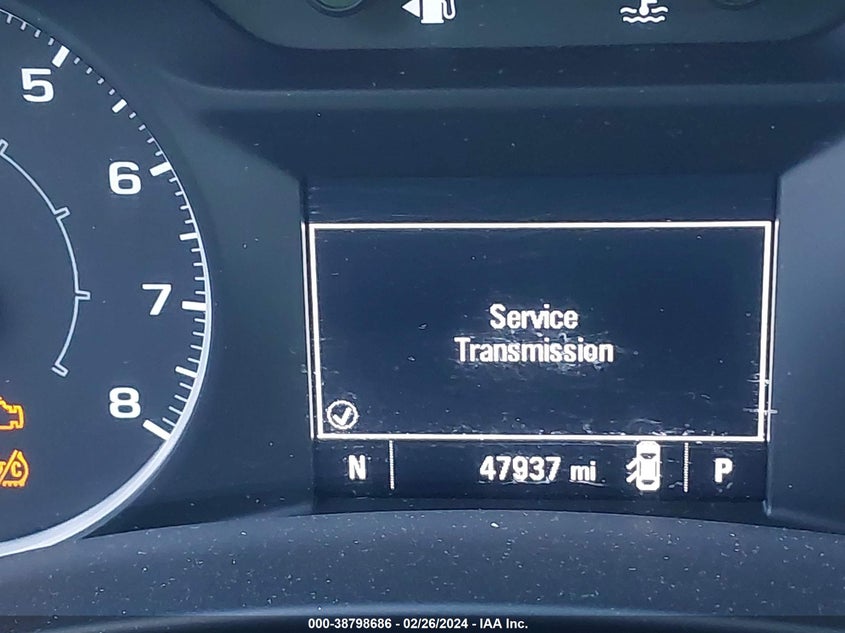 5
6
7
8
Service
Transmission
N 47937 mi P
000-38798686 - 02/26/2024 - IAA Inc.